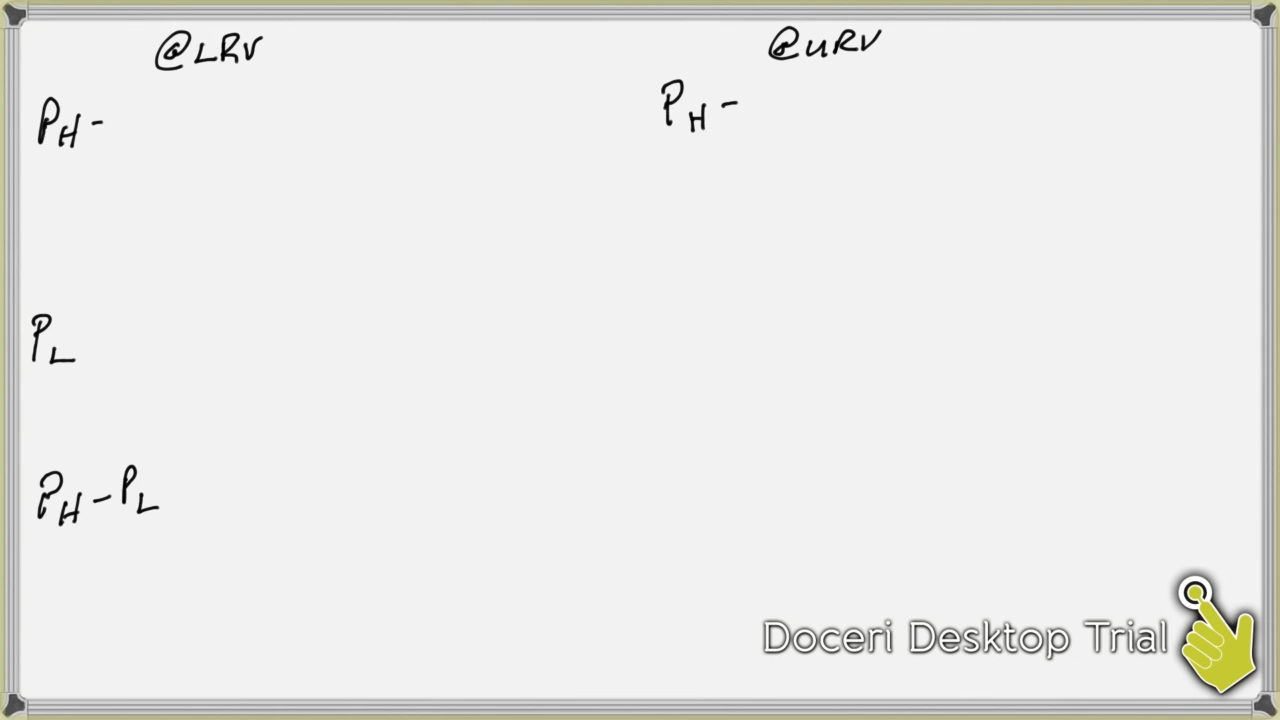 @LRV
@URV
PH -
PH -
PL
PH - PL
Doceri Desktop Trial